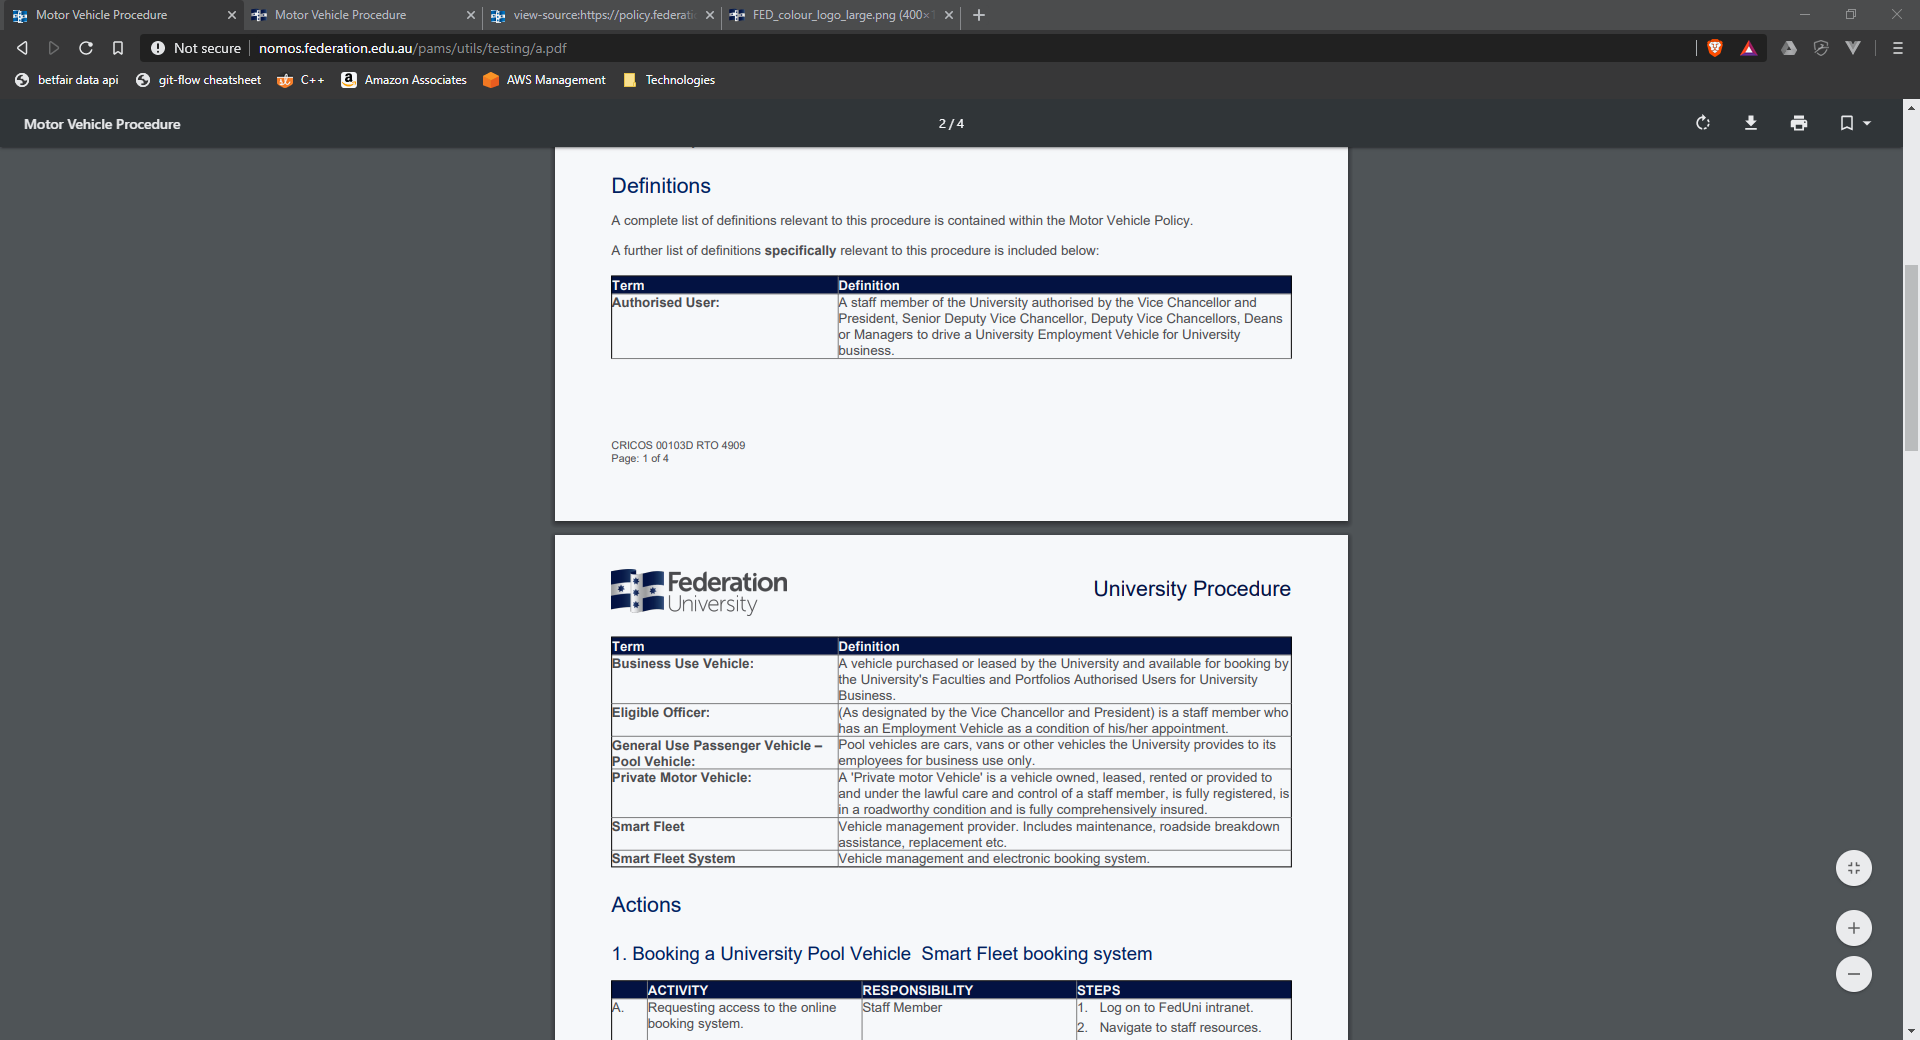 Motor Vehicle Procedure
Motor Vehicle Procedure
view-source:https://policy.federati
FED_colour_logo_large.png (400×
Not secure
nomos.federation.edu.au/pams/utils/testing/a.pdf
betfair data api
git-flow cheatsheet
C++
Amazon Associates
AWS Management
Technologies
Motor Vehicle Procedure
2 / 4
Definitions
A complete list of definitions relevant to this procedure is contained within the Motor Vehicle Policy.
A further list of definitions specifically relevant to this procedure is included below:
Term
Definition
Authorised User:
A staff member of the University authorised by the Vice Chancellor and
President, Senior Deputy Vice Chancellor, Deputy Vice Chancellors, Deans
or Managers to drive a University Employment Vehicle for University
business.
CRICOS 00103D RTO 4909
Page: 1 of 4
Federation
University
University Procedure
Term
Definition
Business Use Vehicle:
A vehicle purchased or leased by the University and available for booking by
the University's Faculties and Portfolios Authorised Users for University
Business.
Eligible Officer:
(As designated by the Vice Chancellor and President) is a staff member who
has an Employment Vehicle as a condition of his/her appointment.
General Use Passenger Vehicle –
Pool Vehicle:
Pool vehicles are cars, vans or other vehicles the University provides to its
employees for business use only.
Private Motor Vehicle:
A 'Private motor Vehicle' is a vehicle owned, leased, rented or provided to
and under the lawful care and control of a staff member, is fully registered, is
in a roadworthy condition and is fully comprehensively insured.
Smart Fleet
Vehicle management provider. Includes maintenance, roadside breakdown
assistance, replacement etc.
Smart Fleet System
Vehicle management and electronic booking system.
Actions
1. Booking a University Pool Vehicle  Smart Fleet booking system
ACTIVITY
RESPONSIBILITY
STEPS
A.
Requesting access to the online
booking system.
Staff Member
1. Log on to FedUni intranet.
2. Navigate to staff resources.